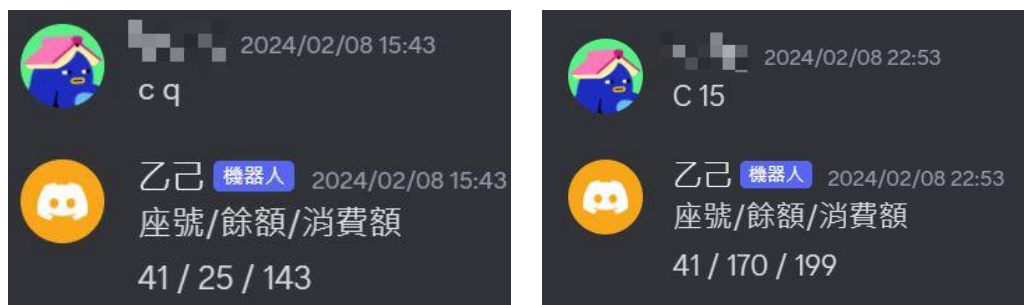 2024/02/08 15:43
c q
乙己 機器人 2024/02/08 15:43
座號/餘額/消費額
41 / 25 / 143
2024/02/08 22:53
C 15
乙己 機器人 2024/02/08 22:53
座號/餘額/消費額
41 / 170 / 199